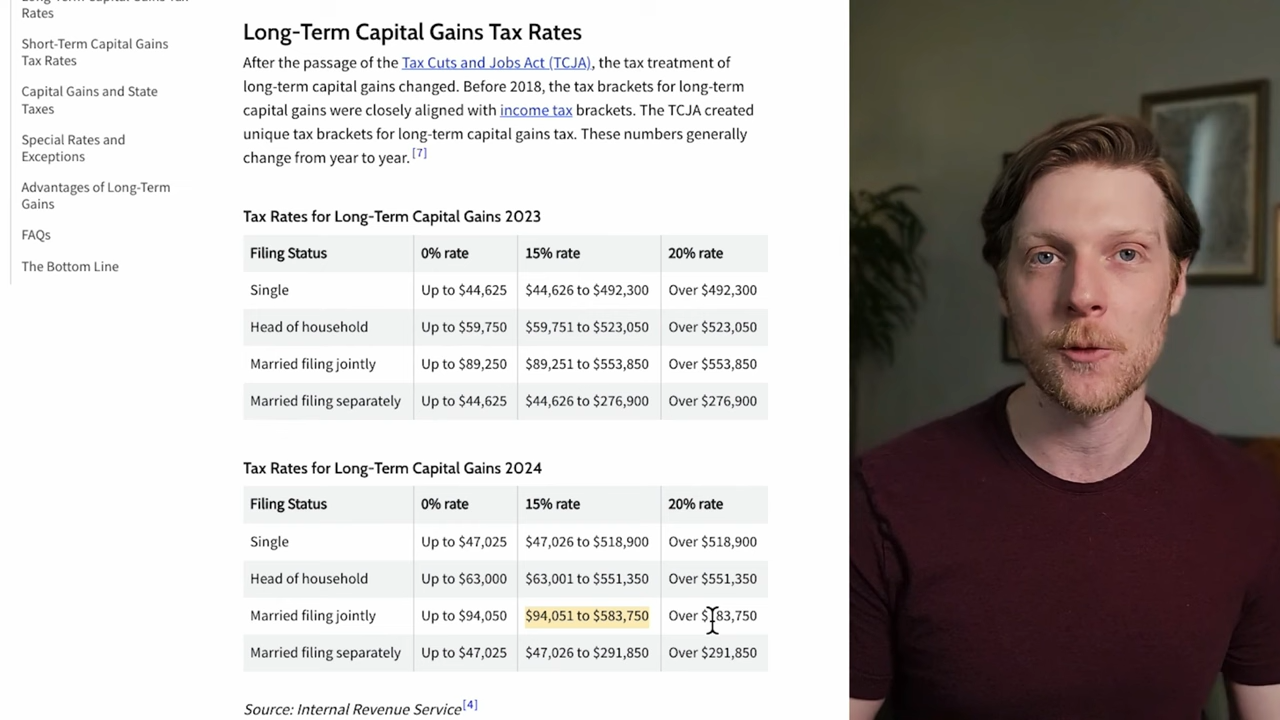 Rates
Short-Term Capital Gains
Tax Rates
Capital Gains and State
Taxes
Special Rates and
Exceptions
Advantages of Long-Term
Gains
FAQs
The Bottom Line
Long-Term Capital Gains Tax Rates
After the passage of the Tax Cuts and Jobs Act (TCJA), the tax treatment of
long-term capital gains changed. Before 2018, the tax brackets for long-term
capital gains were closely aligned with income tax brackets. The TCJA created
unique tax brackets for long-term capital gains tax. These numbers generally
change from year to year. [7]
Tax Rates for Long-Term Capital Gains 2023
Filing Status 0% rate 15% rate 20% rate
Single Up to $44,625 $44,626 to $492,300 Over $492,300
Head of household Up to $59,750 $59,751 to $523,050 Over $523,050
Married filing jointly Up to $89,250 $89,251 to $553,850 Over $553,850
Married filing separately Up to $44,625 $44,626 to $276,900 Over $276,900
Tax Rates for Long-Term Capital Gains 2024
Filing Status 0% rate 15% rate 20% rate
Single Up to $47,025 $47,026 to $518,900 Over $518,900
Head of household Up to $63,000 $63,001 to $551,350 Over $551,350
Married filing jointly Up to $94,050 $94,051 to $583,750 Over
Married filing separately Up to $47,025 $47,026 to $291,850 Over $291,850
Source: Internal Revenue Service [4]